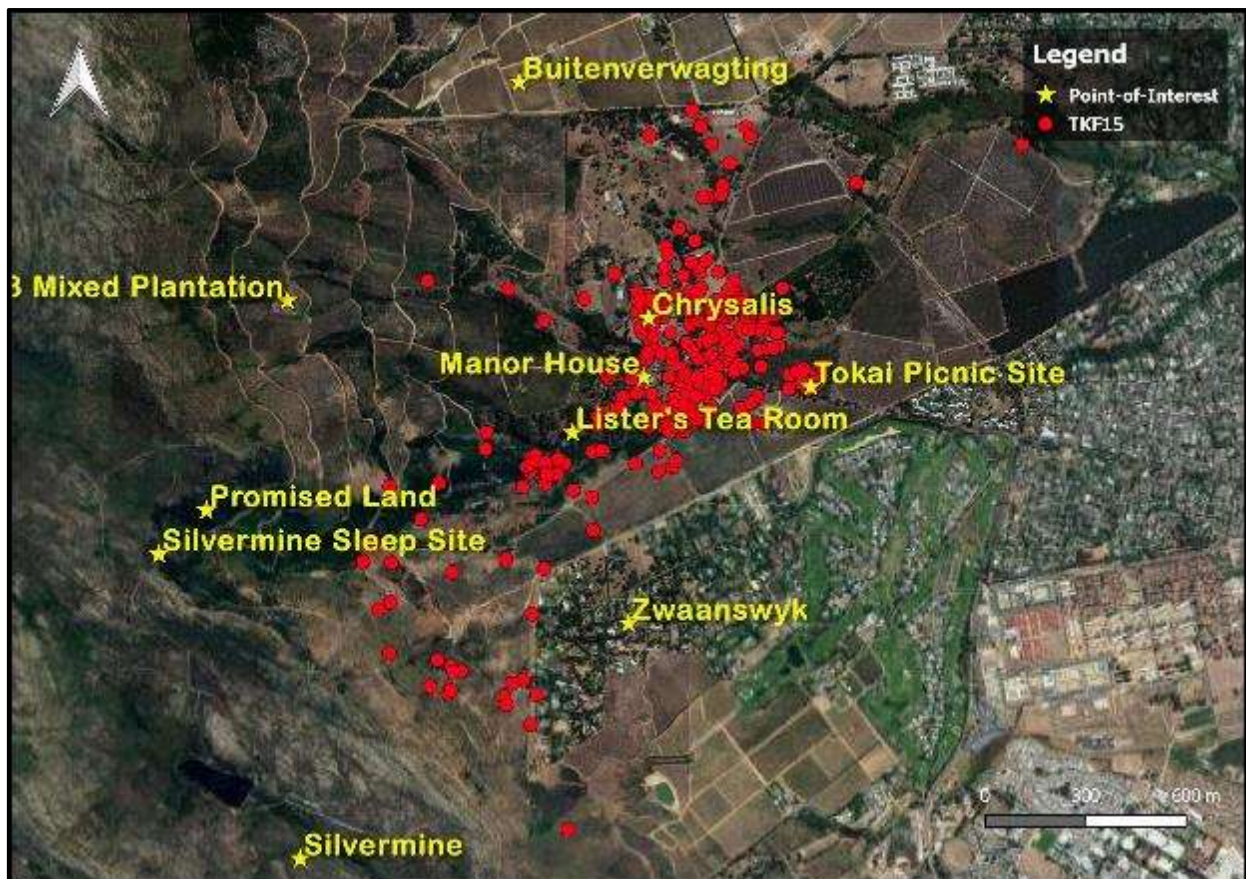 Buitenverwagting
Legend
Point-of-Interest
TKF15
3 Mixed Plantation
Chrysalis
Manor House
Tokai Picnic Site
Lister's Tea Room
Promised Land
Silvermine Sleep Site
Zwaanswyk
0 300 600 m
Silvermine